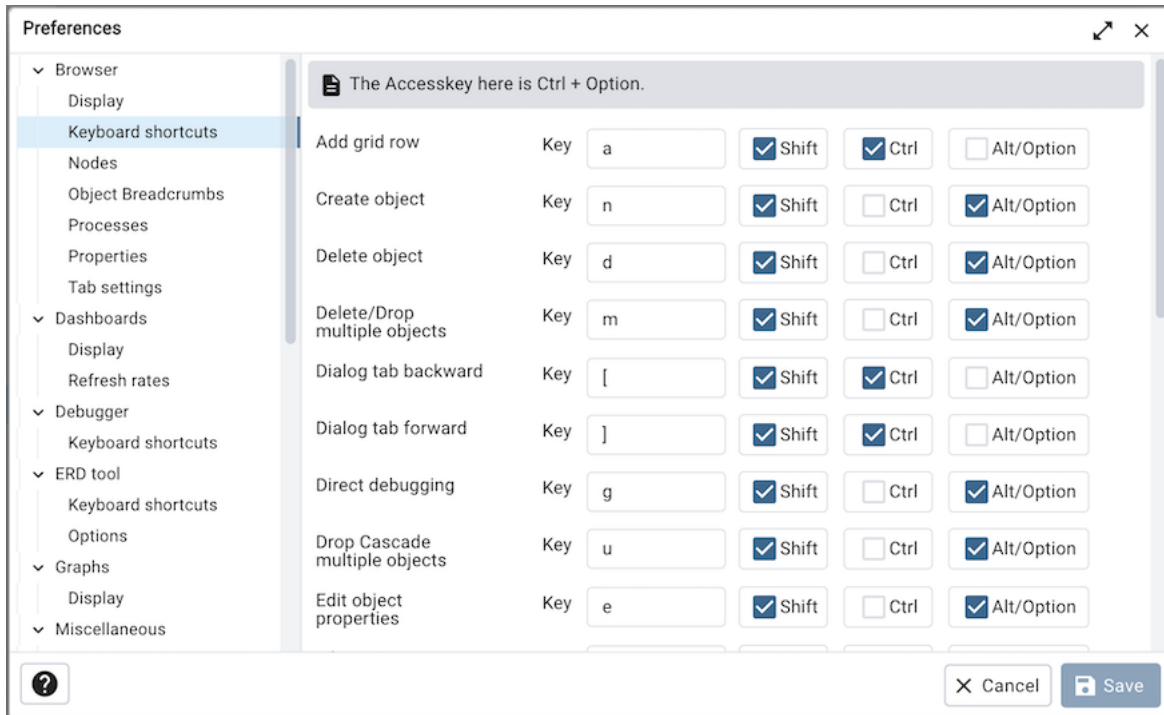 Preferences
Browser
Display
Keyboard shortcuts
Nodes
Object Breadcrumbs
Processes
Properties
Tab settings
Dashboards
Display
Refresh rates
Debugger
Keyboard shortcuts
ERD tool
Keyboard shortcuts
Options
Graphs
Display
Miscellaneous
The Accesskey here is Ctrl + Option.
Add grid row Key a Shift Ctrl Alt/Option
Create object Key n Shift Ctrl Alt/Option
Delete object Key d Shift Ctrl Alt/Option
Delete/Drop
multiple objects Key m Shift Ctrl Alt/Option
Dialog tab backward Key [ Shift Ctrl Alt/Option
Dialog tab forward Key ] Shift Ctrl Alt/Option
Direct debugging Key g Shift Ctrl Alt/Option
Drop Cascade
multiple objects Key u Shift Ctrl Alt/Option
Edit object
properties Key e Shift Ctrl Alt/Option
? Cancel Save